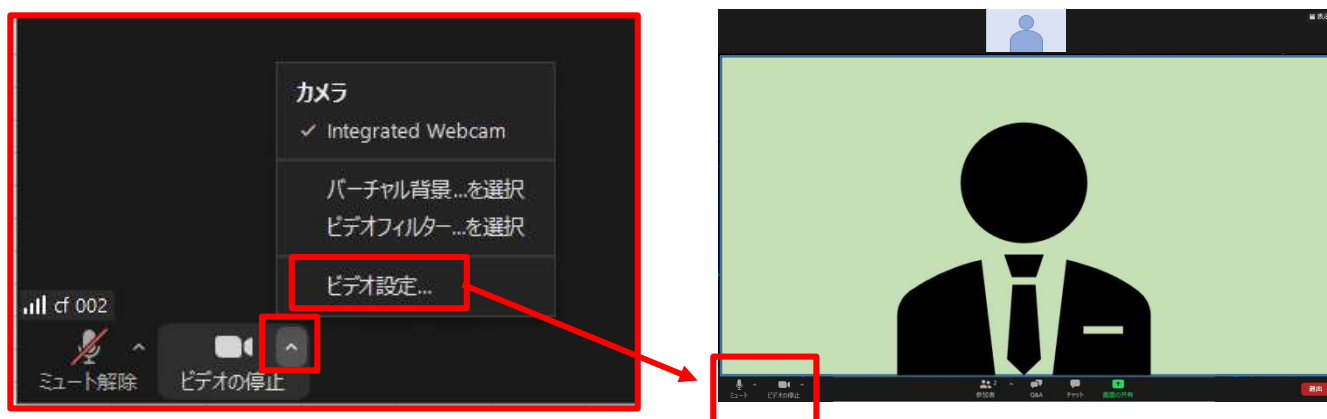 カメラ
✓ Integrated Webcam
バーチャル背景...を選択
ビデオフィルター...を選択
ビデオ設定...
cf 002
ミュート解除
ビデオの停止
表示
ミュート
ビデオの停止
参加者
2
Q&A
チャット
画面の共有
退出